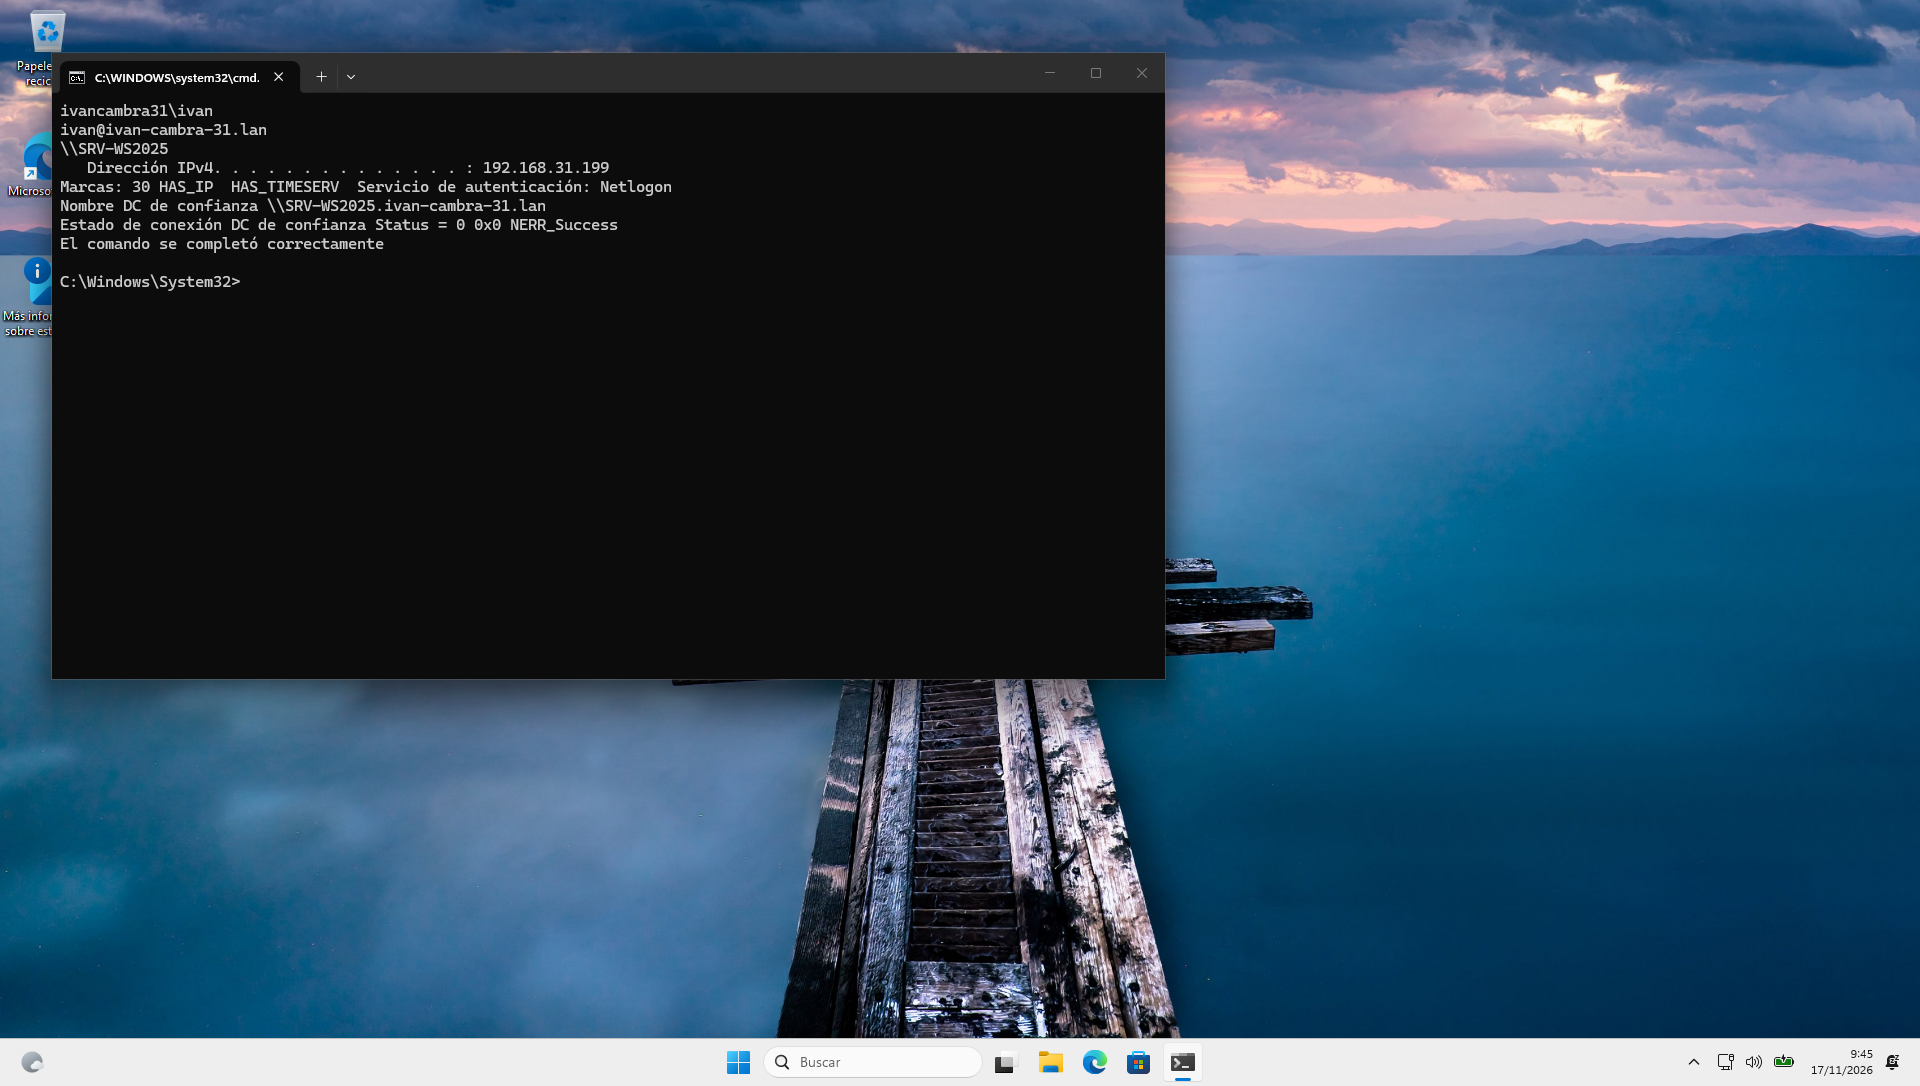 Papele
recic
Microso
Más infor
sobre est
C:\WINDOWS\system32\cmd.
ivancambra31\ivan
ivan@ivan-cambra-31.lan
\\SRV-WS2025
   Dirección IPv4. . . . . . . . . . . . . . : 192.168.31.199
Marcas: 30 HAS_IP  HAS_TIMESERV  Servicio de autenticación: Netlogon
Nombre DC de confianza \\SRV-WS2025.ivan-cambra-31.lan
Estado de conexión DC de confianza Status = 0 0x0 NERR_Success
El comando se completó correctamente
C:\Windows\System32>
Buscar
9:45
17/11/2026